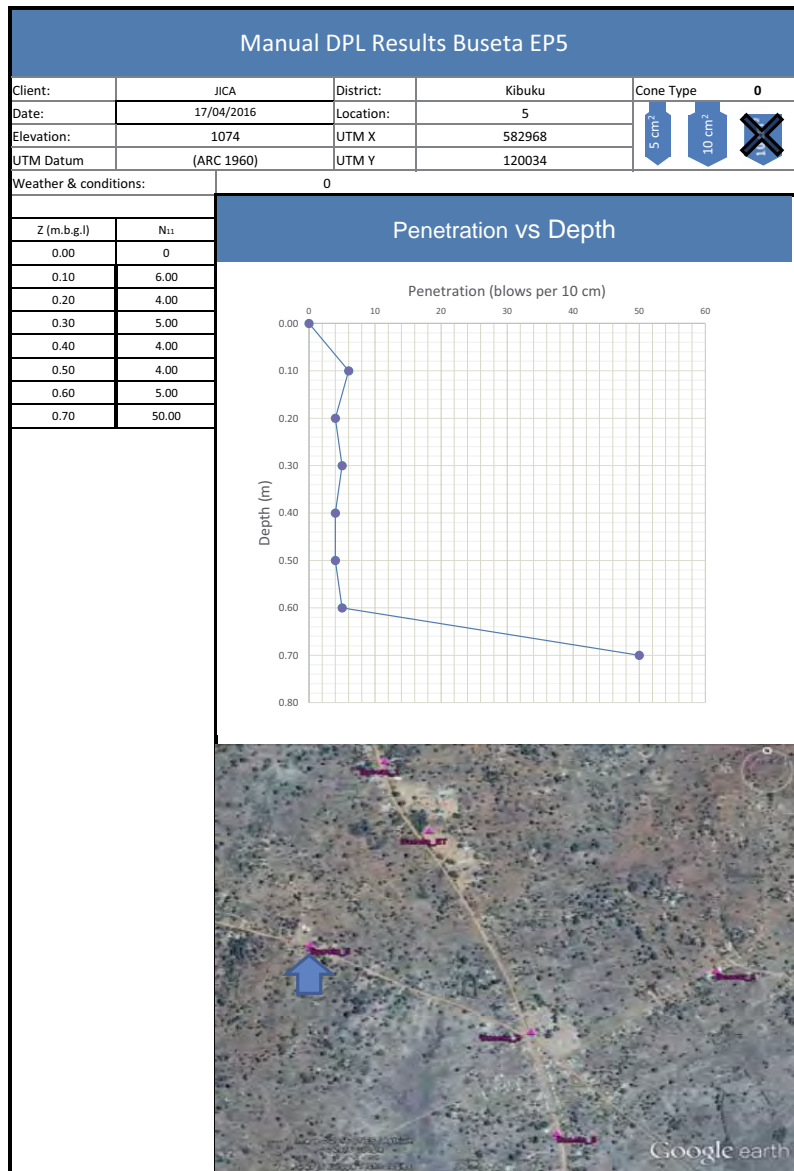 Manual DPL Results Buseta EP5
Client: JICA District: Kibuku Cone Type 0
Date: 17/04/2016 Location: 5
Elevation: 1074 UTM X 582968
UTM Datum (ARC 1960) UTM Y 120034
5 cm²
10 cm²
Weather & conditions: 0
Z (m.b.g.l) N₁₁
0.00 0
0.10 6.00
0.20 4.00
0.30 5.00
0.40 4.00
0.50 4.00
0.60 5.00
0.70 50.00
Penetration vs Depth
Penetration (blows per 10 cm)
0 10 20 30 40 50 60
Depth (m)
0.00
0.10
0.20
0.30
0.40
0.50
0.60
0.70
0.80
Google earth